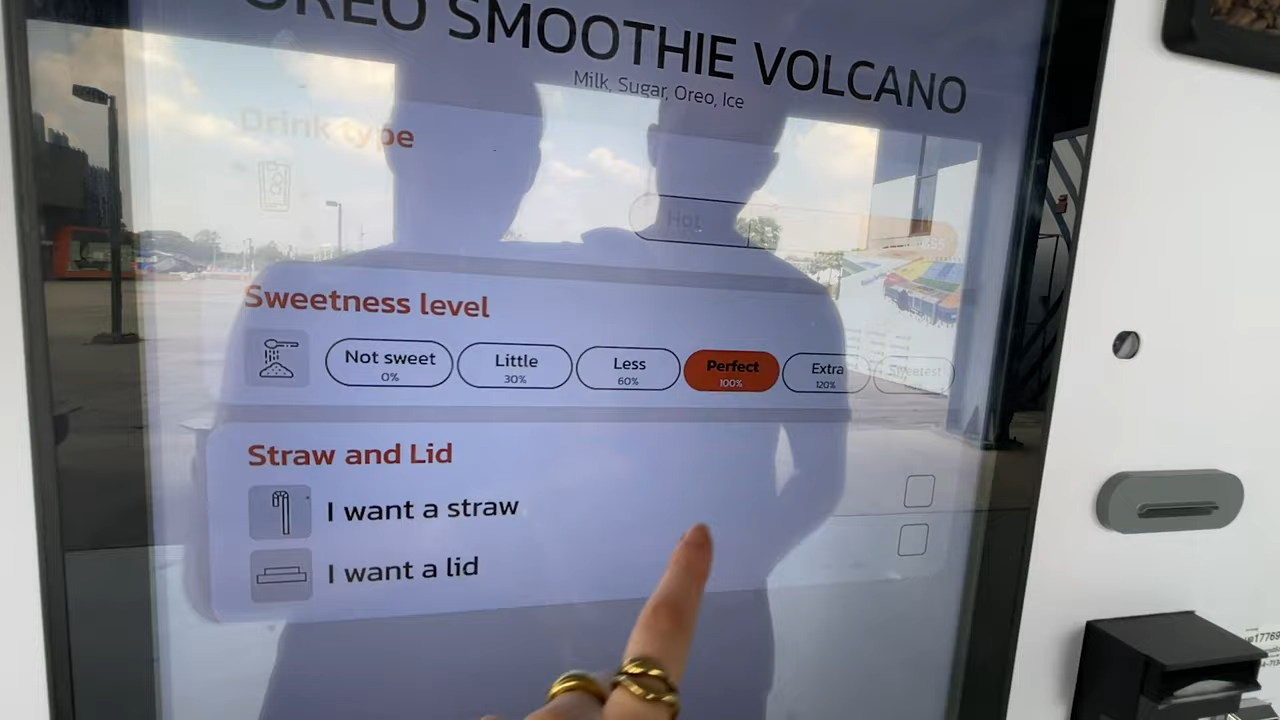 OREO SMOOTHIE VOLCANO
Milk, Sugar, Oreo, Ice
Drink type
Hot
Sweetness level
Not sweet
0%
Little
30%
Less
60%
Perfect
100%
Extra
120%
Sweetest
Straw and Lid
I want a straw
I want a lid